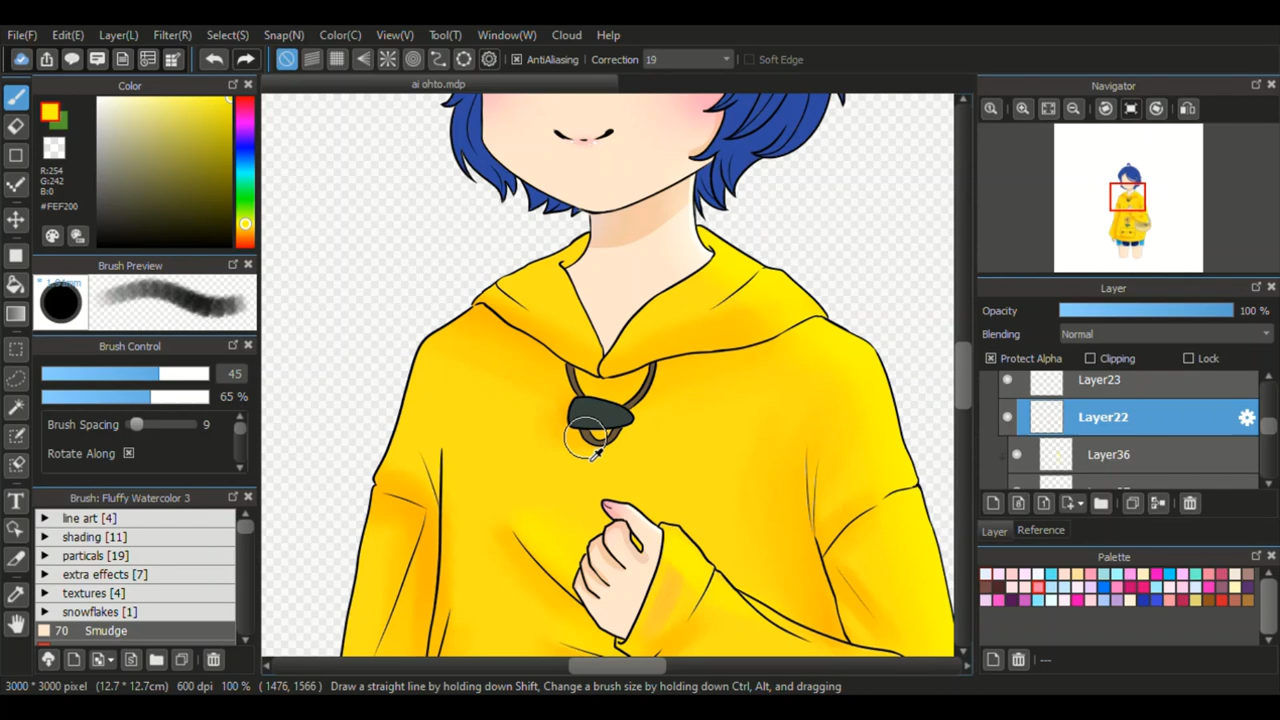 File(F) Edit(E) Layer(L) Filter(R) Select(S) Snap(N) Color(C) View(V) Tool(T) Window(W) Cloud Help
AntiAliasing Correction 19 Soft Edge
Color
ai ohto.mdp
Navigator
R:254
G:242
B:0
#FEF200
Brush Preview
Layer
Opacity 100 %
Blending Normal
Brush Control
Protect Alpha Clipping Lock
45
Layer23
65 %
Layer22
Brush Spacing 9
Rotate Along
Layer36
Brush: Fluffy Watercolor 3
line art [4]
shading [11]
particals [19]
extra effects [7]
textures [4]
snowflakes [1]
70 Smudge
Layer Reference
Palette
---
3000 * 3000 pixel (12.7 * 12.7cm) 600 dpi 100 % ( 1476, 1566 ) Draw a straight line by holding down Shift, Change a brush size by holding down Ctrl, Alt, and dragging